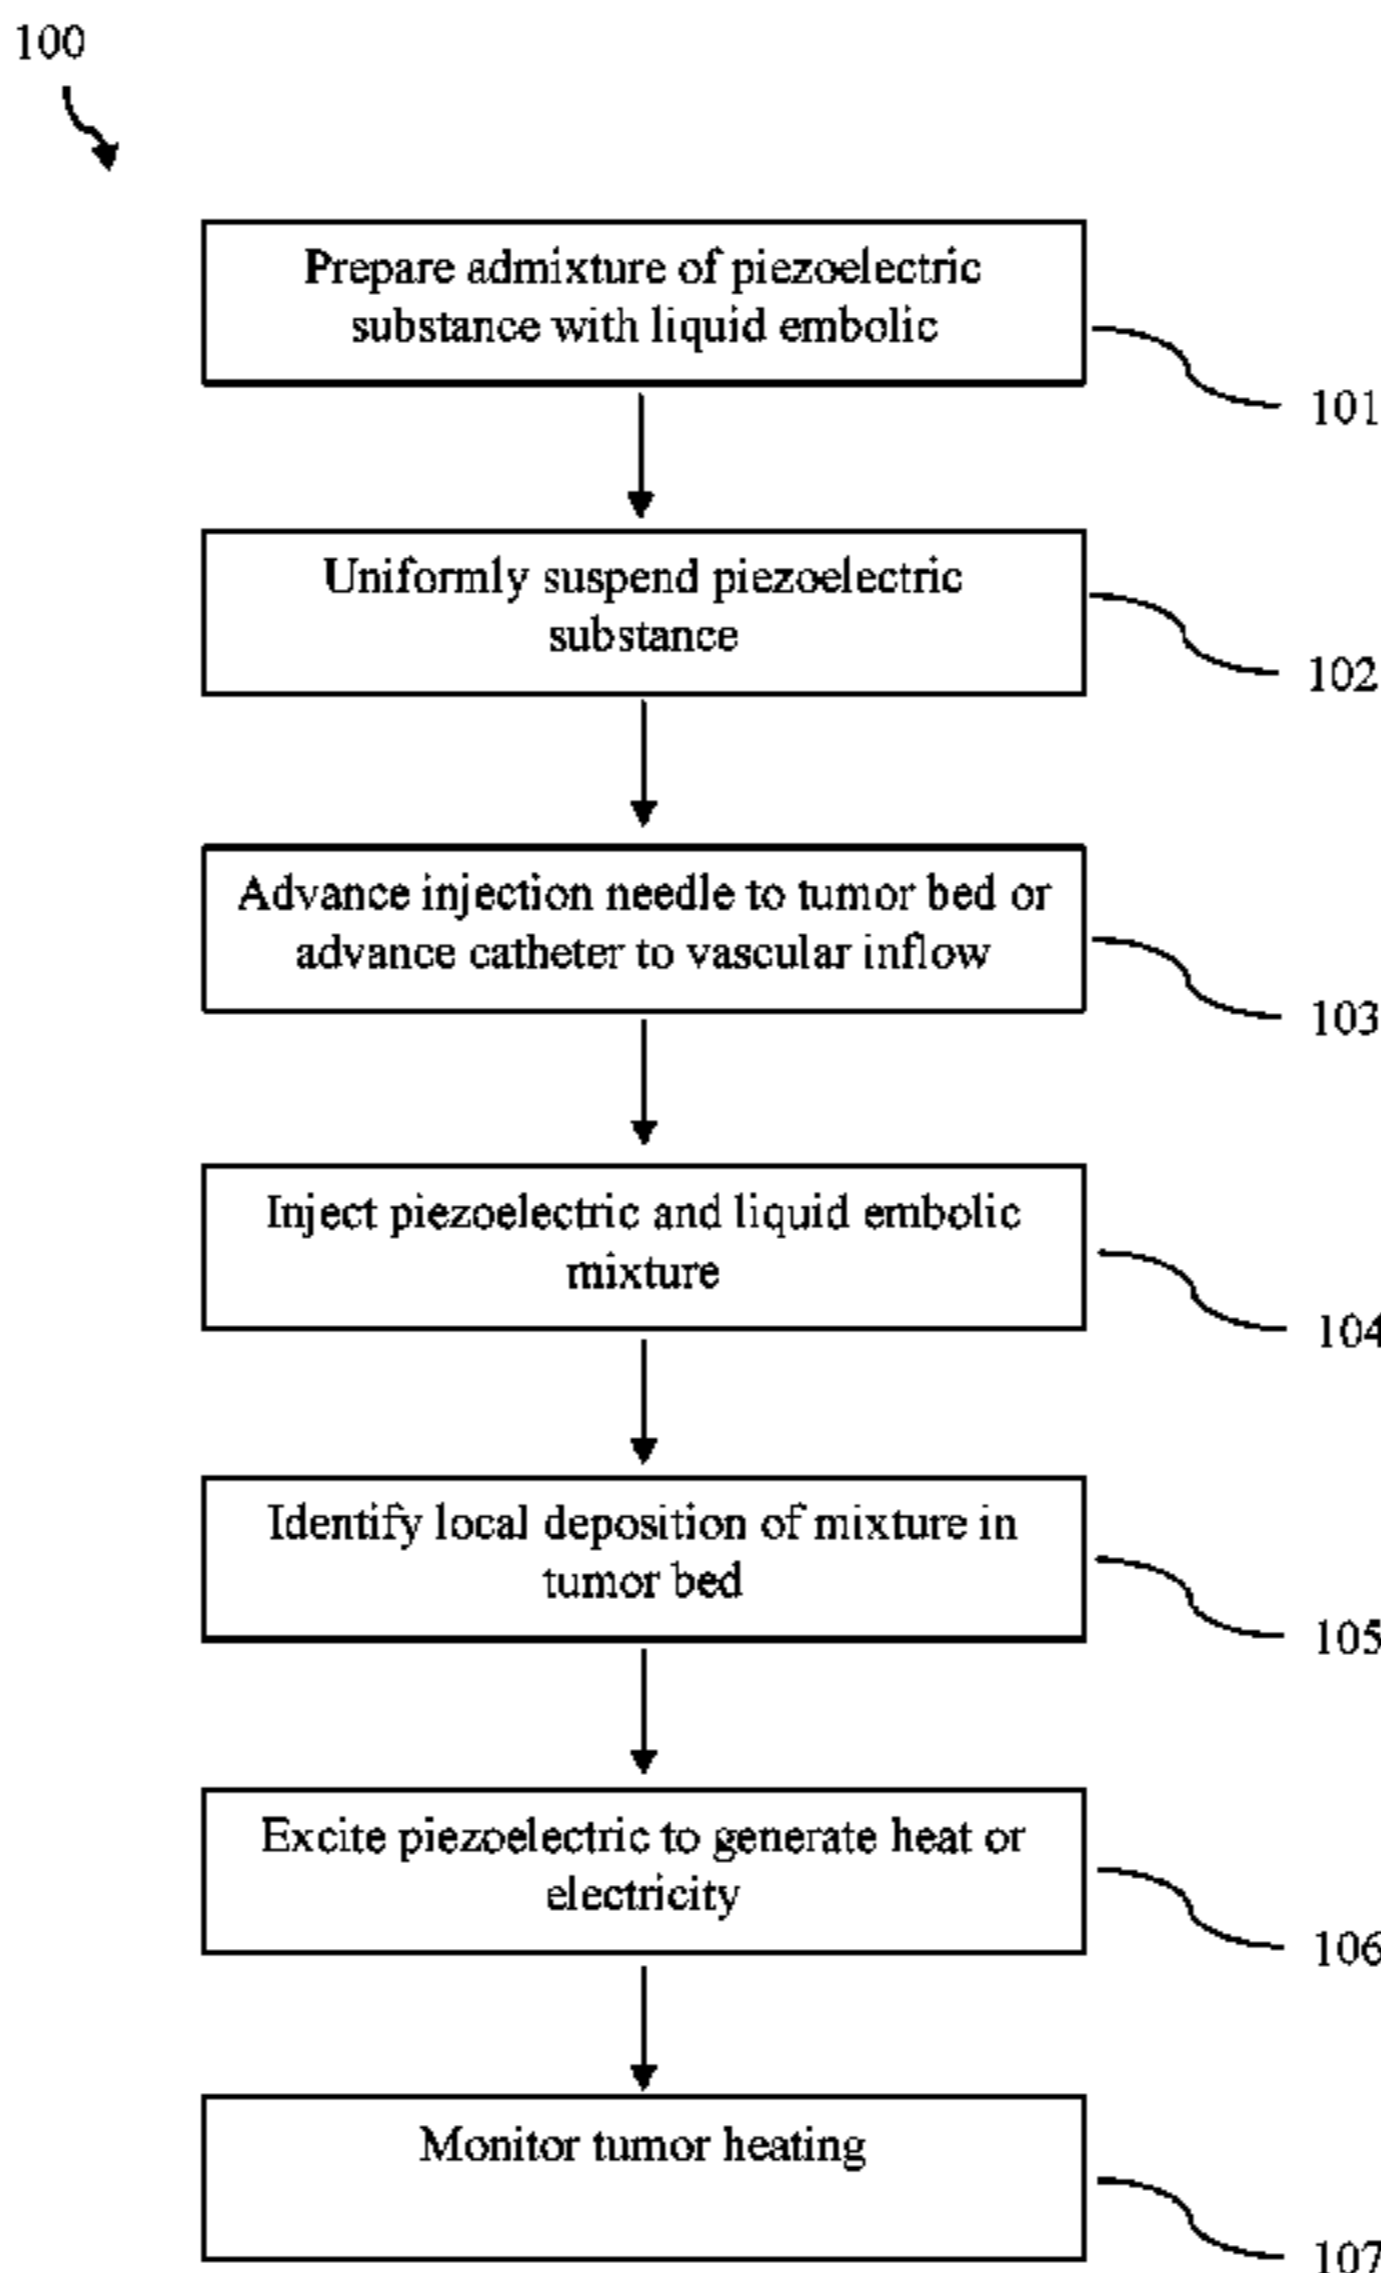 100
Prepare admixture of piezoelectric
substance with liquid embolic
101
Uniformly suspend piezoelectric
substance
102
Advance injection needle to tumor bed or
advance catheter to vascular inflow
103
Inject piezoelectric and liquid embolic
mixture
104
Identify local deposition of mixture in
tumor bed
105
Excite piezoelectric to generate heat or
electricity
106
Monitor tumor heating
107